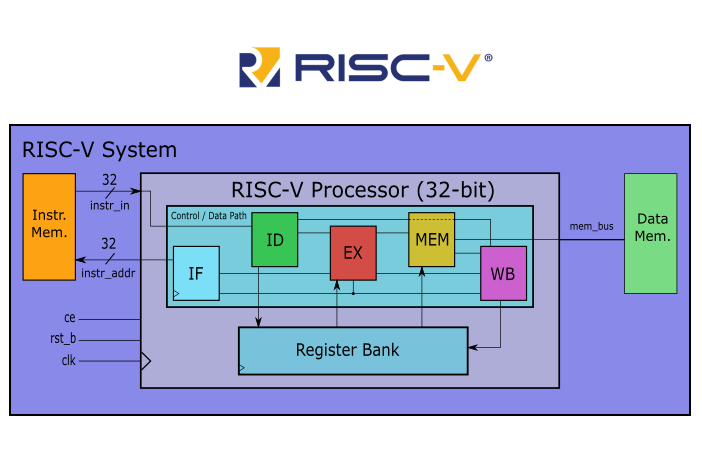 RISC-V®
RISC-V System
32
instr_in
Instr.
Mem.
32
instr_addr
ce
rst_b
clk
RISC-V Processor (32-bit)
Control / Data Path
IF
ID
EX
MEM
WB
Register Bank
mem_bus
Data
Mem.